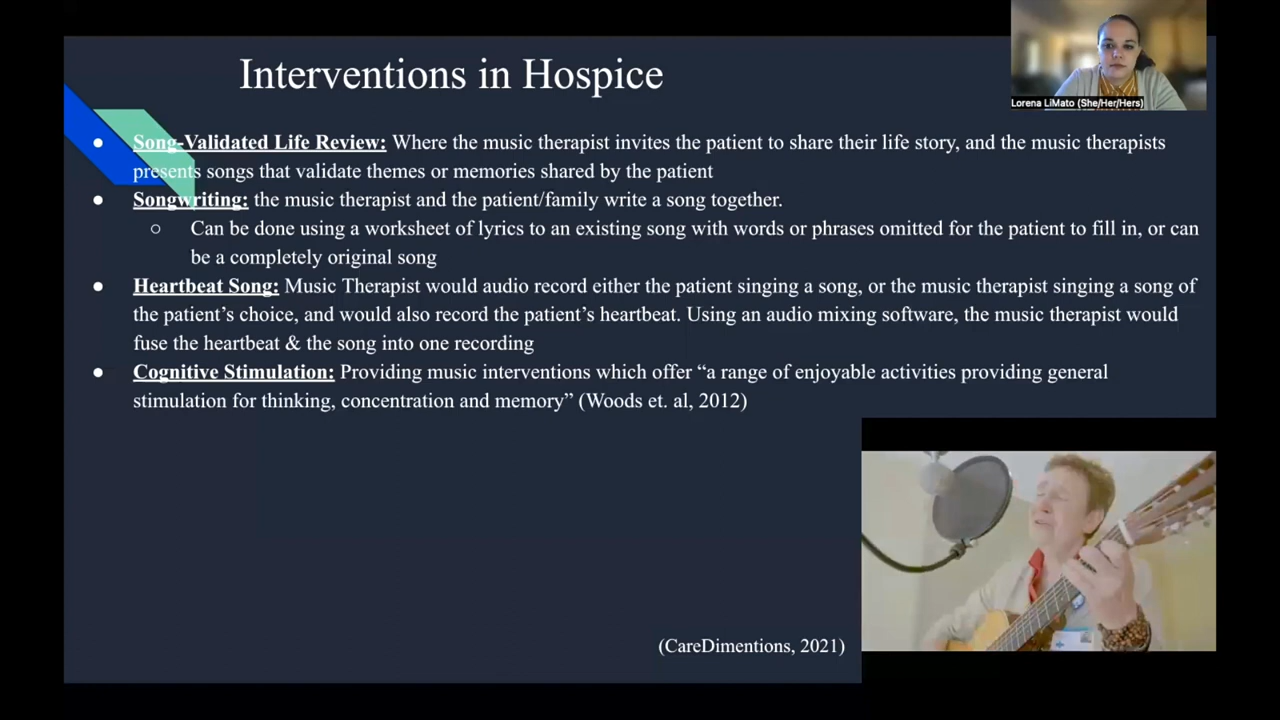 Interventions in Hospice
Lorena LiMato (She/Her/Hers)
● Song-Validated Life Review: Where the music therapist invites the patient to share their life story, and the music therapists
presents songs that validate themes or memories shared by the patient
● Songwriting: the music therapist and the patient/family write a song together.
○ Can be done using a worksheet of lyrics to an existing song with words or phrases omitted for the patient to fill in, or can
be a completely original song
● Heartbeat Song: Music Therapist would audio record either the patient singing a song, or the music therapist singing a song of
the patient’s choice, and would also record the patient’s heartbeat. Using an audio mixing software, the music therapist would
fuse the heartbeat & the song into one recording
● Cognitive Stimulation: Providing music interventions which offer “a range of enjoyable activities providing general
stimulation for thinking, concentration and memory” (Woods et. al, 2012)
(CareDimentions, 2021)